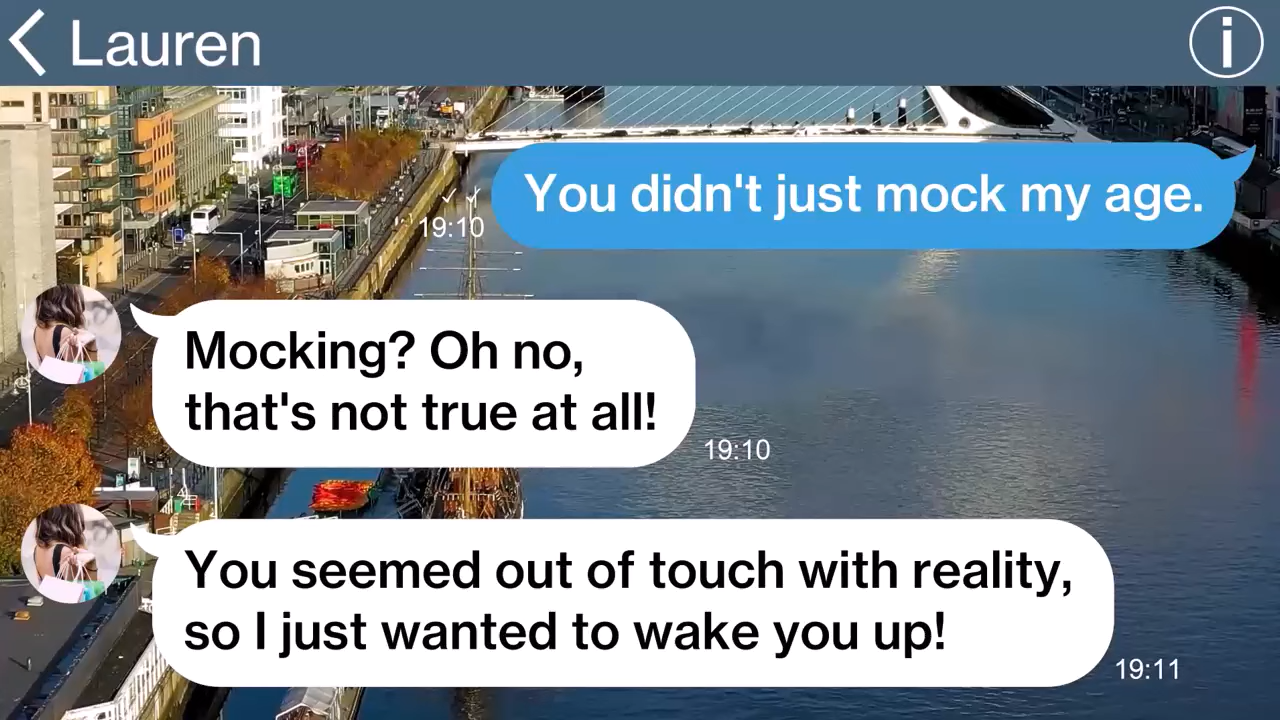 Lauren
You didn't just mock my age.
19:10
Mocking? Oh no,
that's not true at all!
19:10
You seemed out of touch with reality,
so I just wanted to wake you up!
19:11